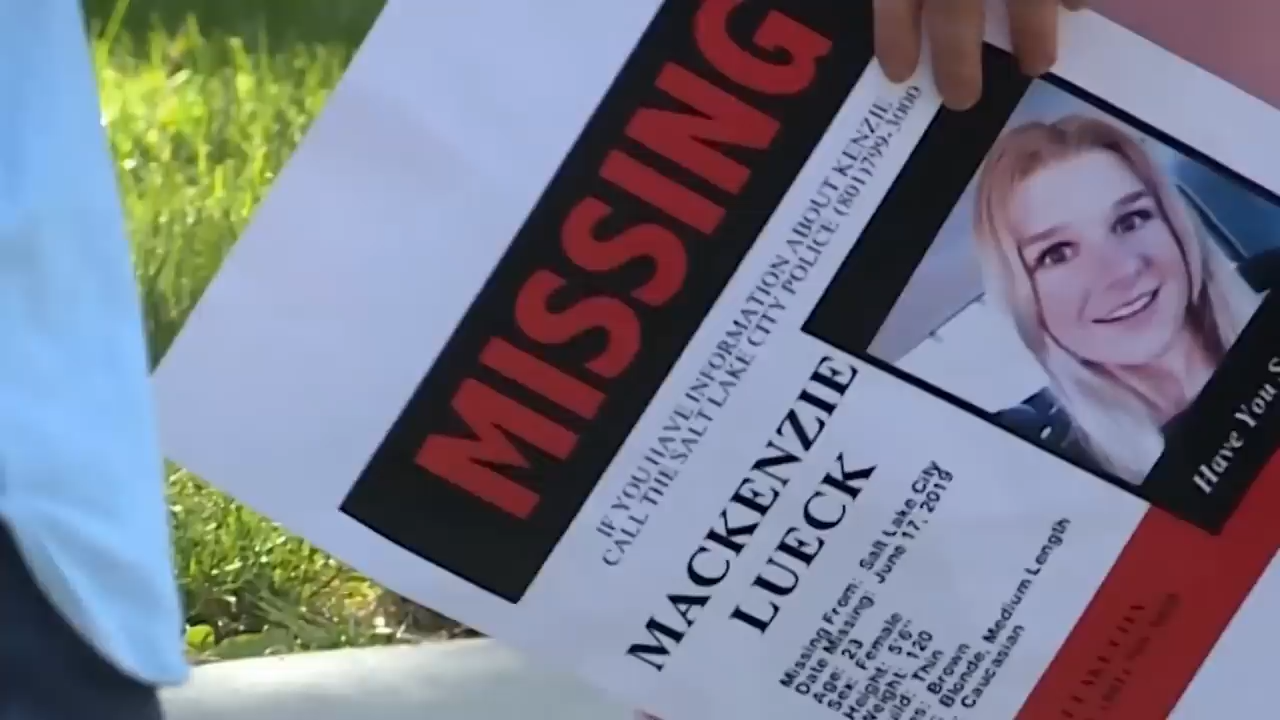 MISSING
IF YOU HAVE INFORMATION ABOUT KENZIE,
CALL THE SALT LAKE CITY POLICE (801)799-3000
MACKENZIE
LUECK
Missing From: Salt Lake City
Date Missing: June 17, 2019
Age: 23
Sex: Female
Height: 5'6"
Weight: 120
Thin
Brown
Blonde, Medium Length
Caucasian
Have You